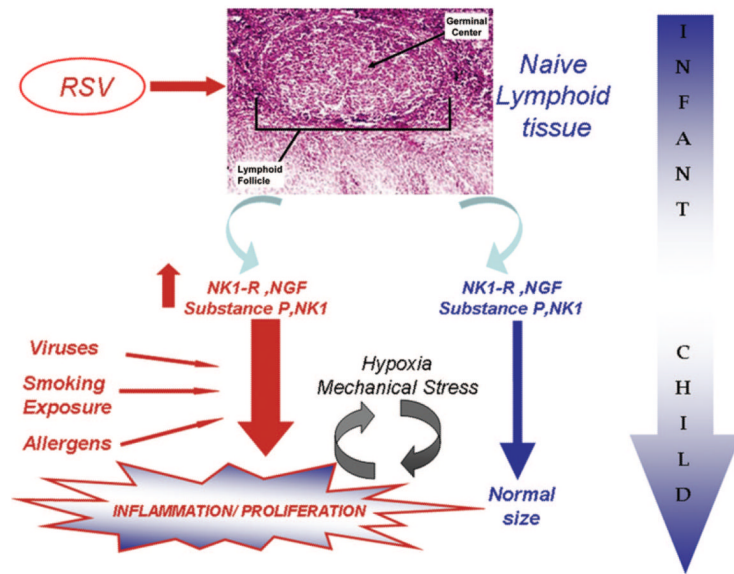 Germinal
Center
RSV
Naive
Lymphoid
tissue
Lymphoid
Follicle
I
N
F
A
N
T
NK1-R ,NGF
Substance P,NK1
NK1-R ,NGF
Substance P,NK1
Viruses
Smoking
Exposure
Allergens
Hypoxia
Mechanical Stress
C
H
I
L
D
INFLAMMATION/ PROLIFERATION
Normal
size